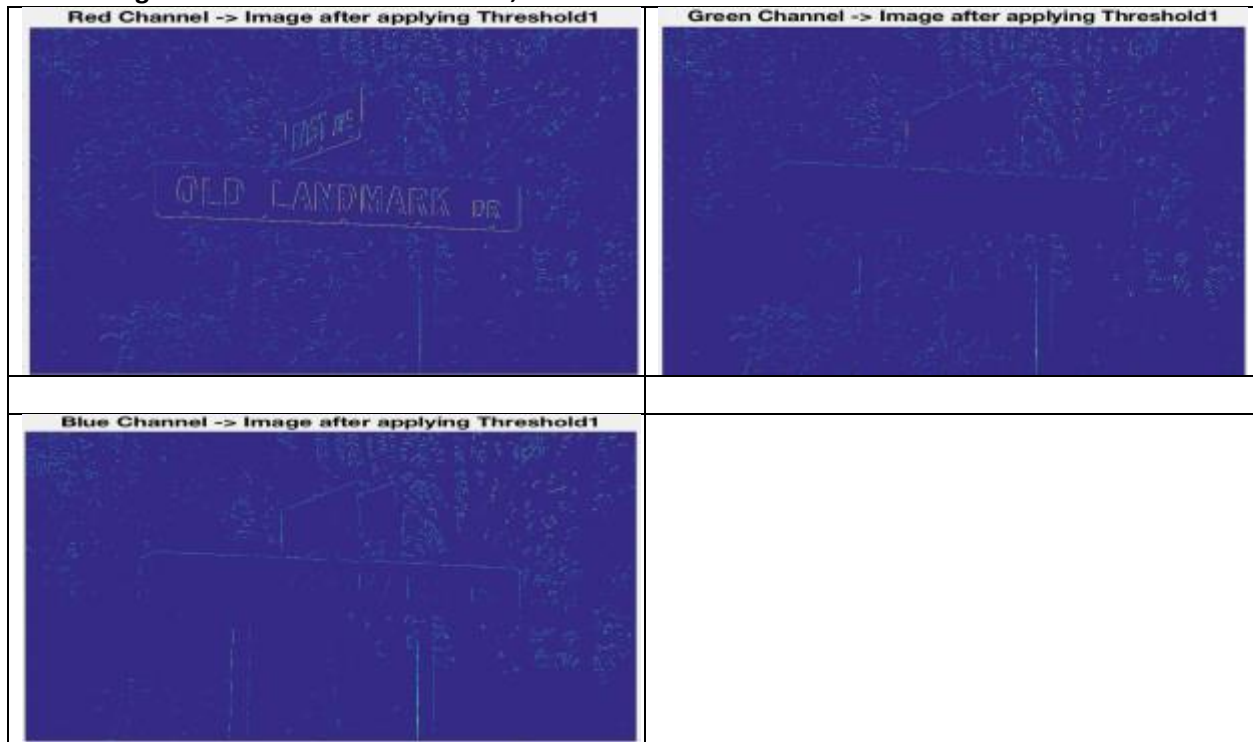 Red Channel -> Image after applying Threshold1
Green Channel -> Image after applying Threshold1
OLD LANDMARK DR
Blue Channel -> Image after applying Threshold1